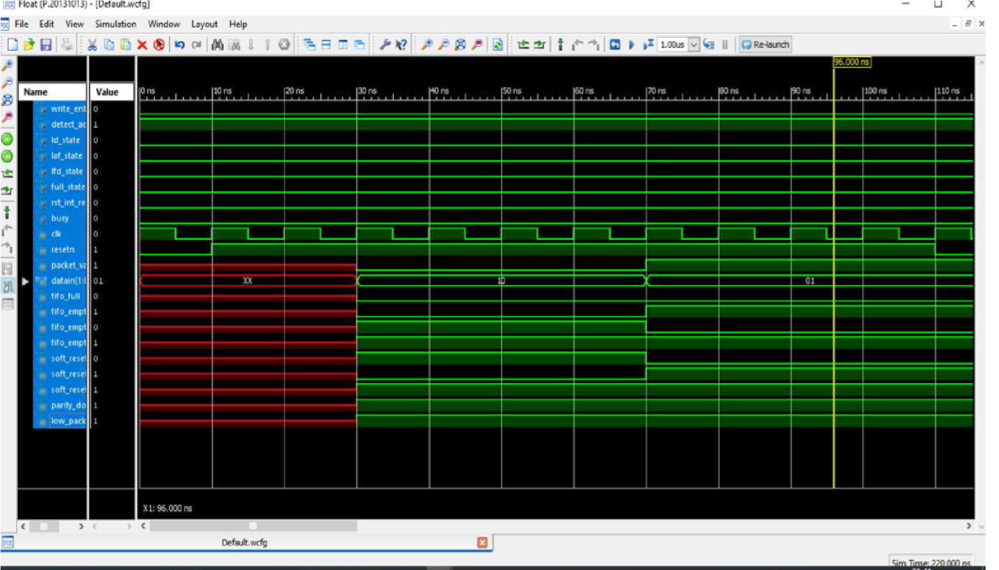 Float (P.20131013) - [Default.wcfg]
File Edit View Simulation Window Layout Help
1.00us Re-launch
96.000 ns
Name Value 0 ns 10 ns 20 ns 30 ns 40 ns 50 ns 60 ns 70 ns 80 ns 90 ns 100 ns 110 ns
write_enb 0
detect_ac 1
ld_state 0
laf_state 0
lfd_state 0
full_state 0
rst_int_re 0
busy 0
clk 0
resetn 1
packet_va 1
datain[1:0 01 XX 10 01
fifo_full 0
fifo_empt 1
fifo_empt 0
fifo_empt 1
soft_reset 0
soft_reset 1
soft_reset 1
parity_do 1
low_pack 1
X1: 96.000 ns
Default.wcfg
Sim Time: 220.000 ns